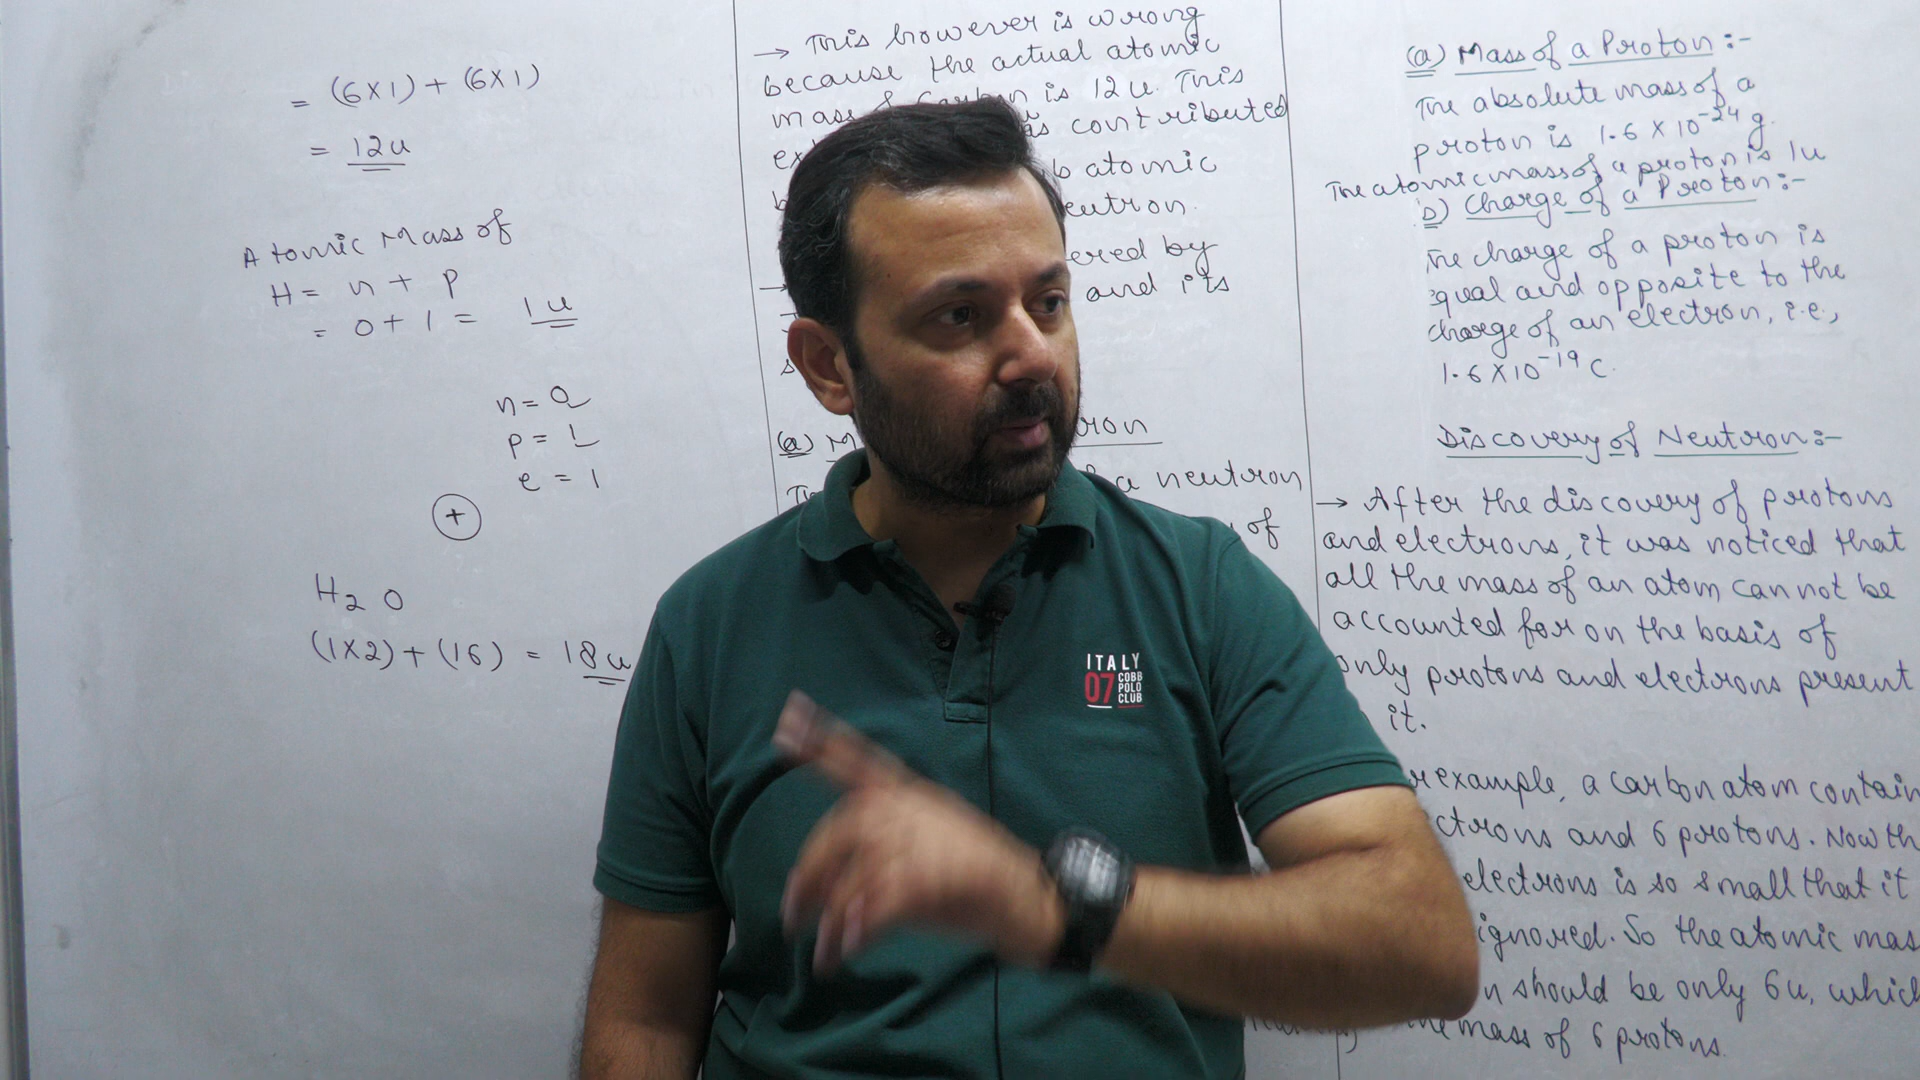 = (6X1) + (6X1)
= 12u
Atomic Mass of
H = n + p
= 0 + 1 = 1u
n = 0
p = 1
e = 1
+
H2O
(1X2) + (16) = 18u
→ This however is wrong
because the actual atomic
mass of Carbon is 12u. This
contributed
atomic
ered by
→ and its
(a) M
a neutron
of
(a) Mass of a Proton :-
The absolute mass of a
proton is 1.6 X 10⁻²⁴ g.
The atomic mass of a proton is 1u
b) Charge of a Proton :-
The charge of a proton is
equal and opposite to the
charge of an electron, i.e,
1.6 X 10⁻¹⁹ C.
Discovery of Neutron :-
→ After the discovery of protons
and electrons, it was noticed that
all the mass of an atom cannot be
accounted for on the basis of
only protons and electrons present
it.
example, a carbon atom contain
ctrons and 6 protons. Now th
electrons is so small that it
ignored. So the atomic mas
n should be only 6u, which
the mass of 6 protons.
ITALY
07 COBB
POLO
CLUB